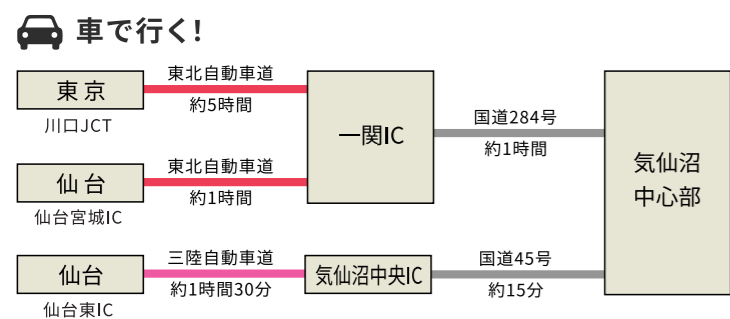 車で行く!
東京
東北自動車道
約5時間
川口JCT
一関IC
国道284号
約1時間
気仙沼
中心部
仙台
東北自動車道
約1時間
仙台宮城IC
仙台
三陸自動車道
約1時間30分
仙台東IC
気仙沼中央IC
国道45号
約15分